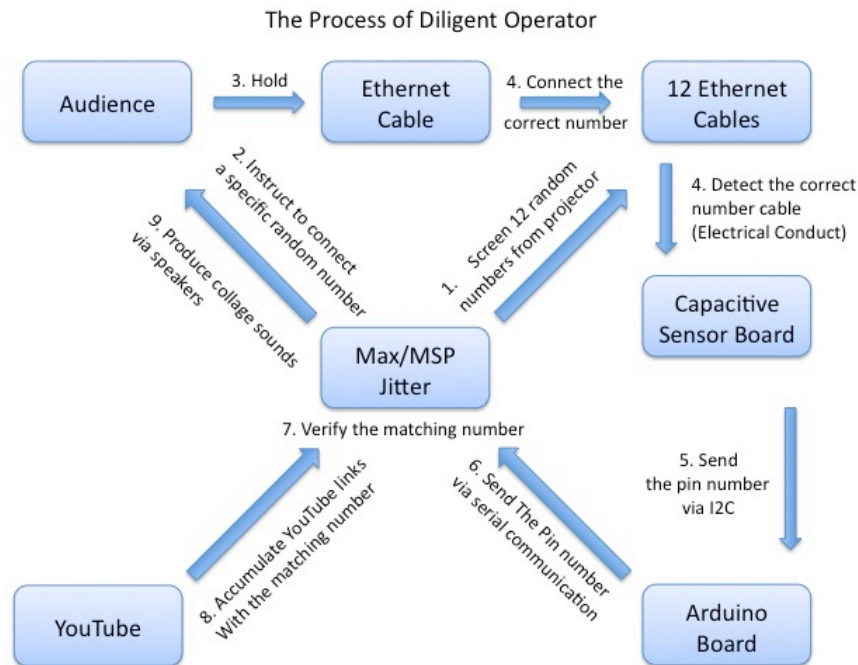 The Process of Diligent Operator
Audience
3. Hold
Ethernet
Cable
4. Connect the
correct number
12 Ethernet
Cables
2. Instruct to connect
a specific random number
9. Produce collage sounds
via speakers
1. Screen 12 random
numbers from projector
4. Detect the correct
number cable
(Electrical Conduct)
Capacitive
Sensor Board
Max/MSP
Jitter
7. Verify the matching number
5. Send
the pin number
via I2C
6. Send The Pin number
via serial communication
8. Accumulate YouTube links
With the matching number
YouTube
Arduino
Board